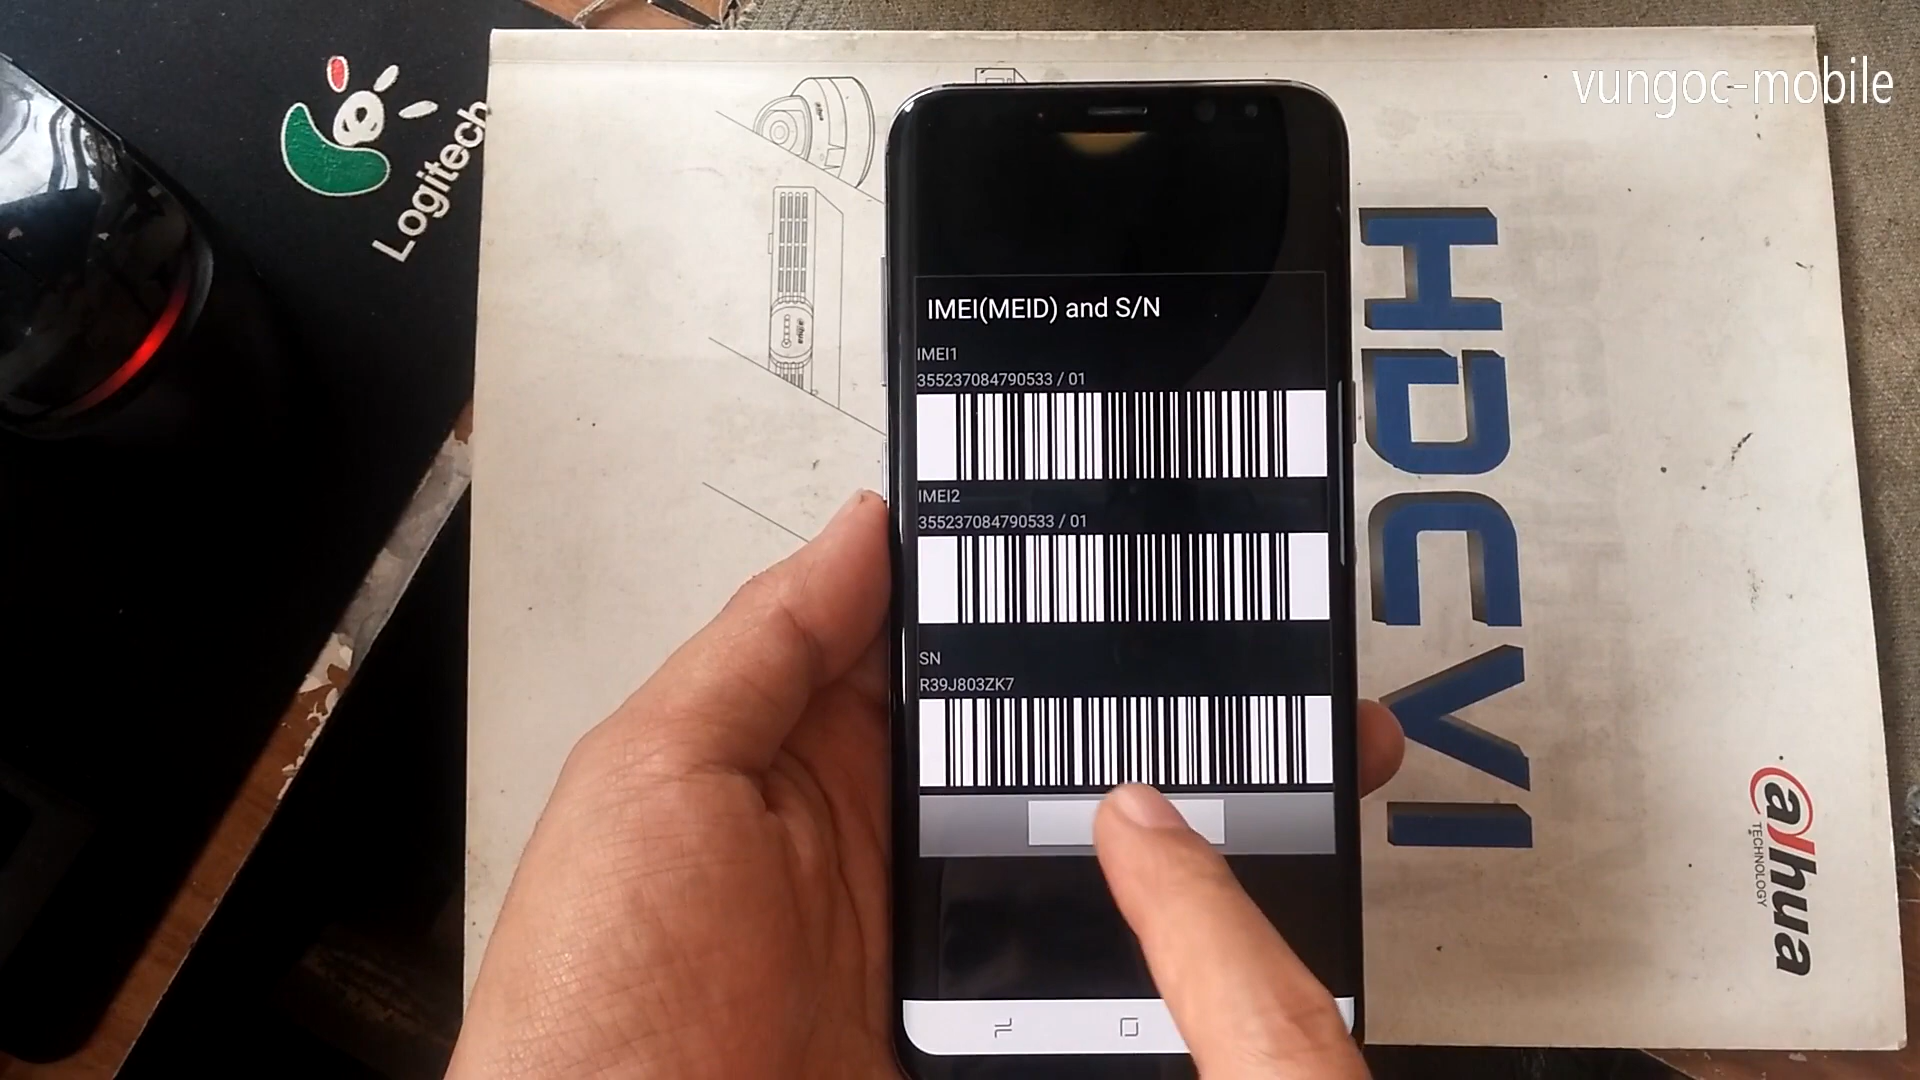 vungoc-mobile
Logitech
IMEI(MEID) and S/N
IMEI1
355237084790533 / 01
IMEI2
355237084790533 / 01
SN
R39J803ZK7
HDCVI
alhua
TECHNOLOGY